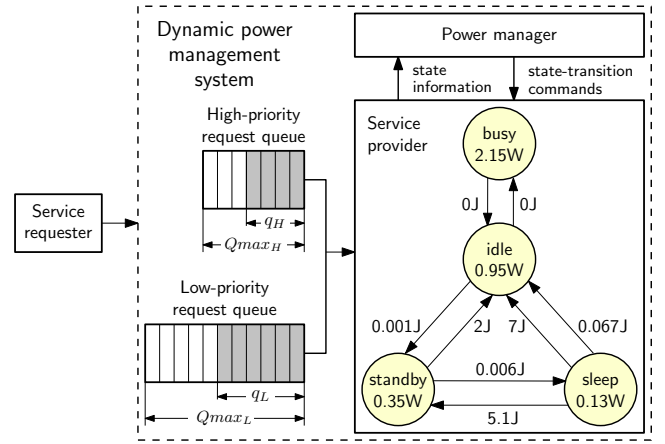 Dynamic power
management
system
Power manager
state
information
state-transition
commands
High-priority
request queue
Service
provider
busy
2.15W
0J
0J
q_H
Qmax_H
Service
requester
idle
0.95W
Low-priority
request queue
0.001J
2J
7J
0.067J
standby
0.35W
0.006J
sleep
0.13W
5.1J
q_L
Qmax_L